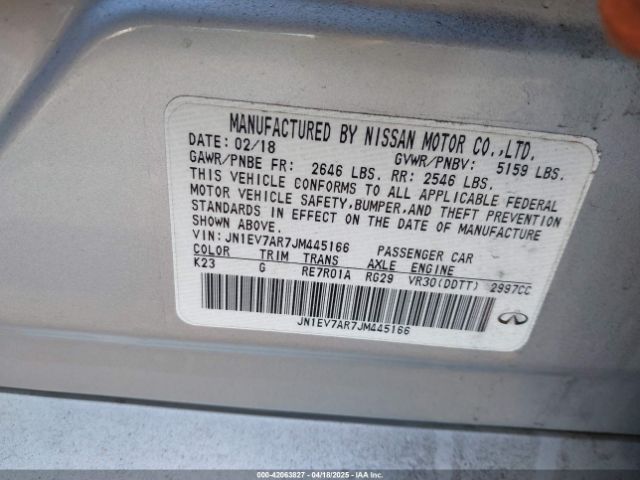 MANUFACTURED BY NISSAN MOTOR CO.,LTD.
DATE: 02/18 GVWR/PNBV: 5159 LBS.
GAWR/PNBE FR: 2646 LBS. RR: 2546 LBS.
THIS VEHICLE CONFORMS TO ALL APPLICABLE FEDERAL
MOTOR VEHICLE SAFETY,BUMPER,AND THEFT PREVENTION
STANDARDS IN EFFECT ON THE DATE OF MANUFACTURE
SHOWN ABOVE.
VIN: JN1EV7AR7JM445166 PASSENGER CAR
COLOR TRIM TRANS AXLE ENGINE
K23 G RE7R01A RG29 VR30(DDTT) 2997CC
JN1EV7AR7JM445166
000-42063827 - 04/18/2025 - IAAI.COM